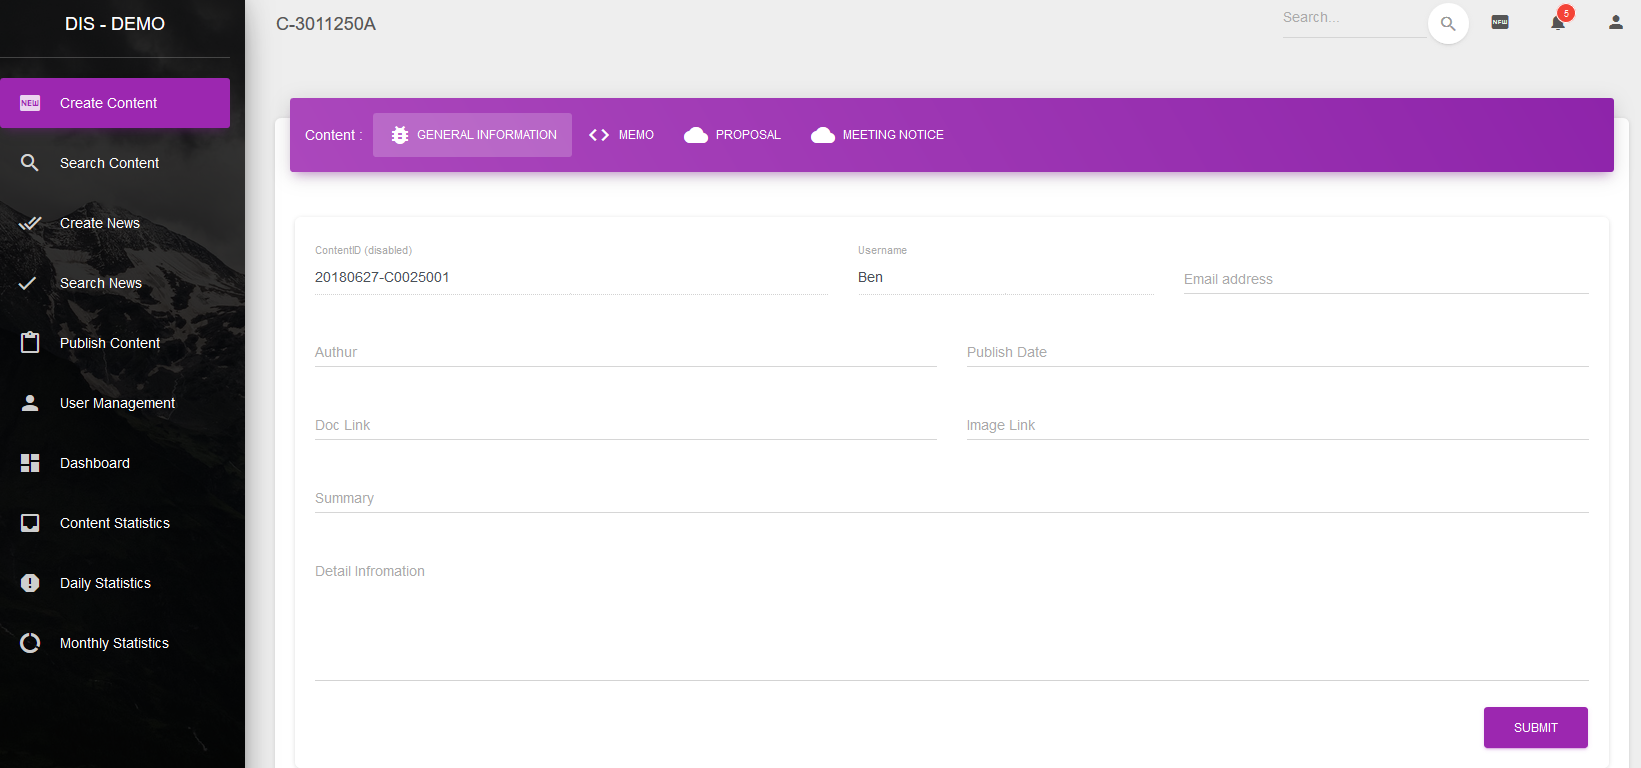 DIS - DEMO
NEW Create Content
Search Content
Create News
Search News
Publish Content
User Management
Dashboard
Content Statistics
Daily Statistics
Monthly Statistics
C-3011250A
Search...
NEW
5
Content :
GENERAL INFORMATION
MEMO
PROPOSAL
MEETING NOTICE
ContentID (disabled)
20180627-C0025001
Username
Ben
Email address
Authur
Publish Date
Doc Link
Image Link
Summary
Detail Infromation
SUBMIT